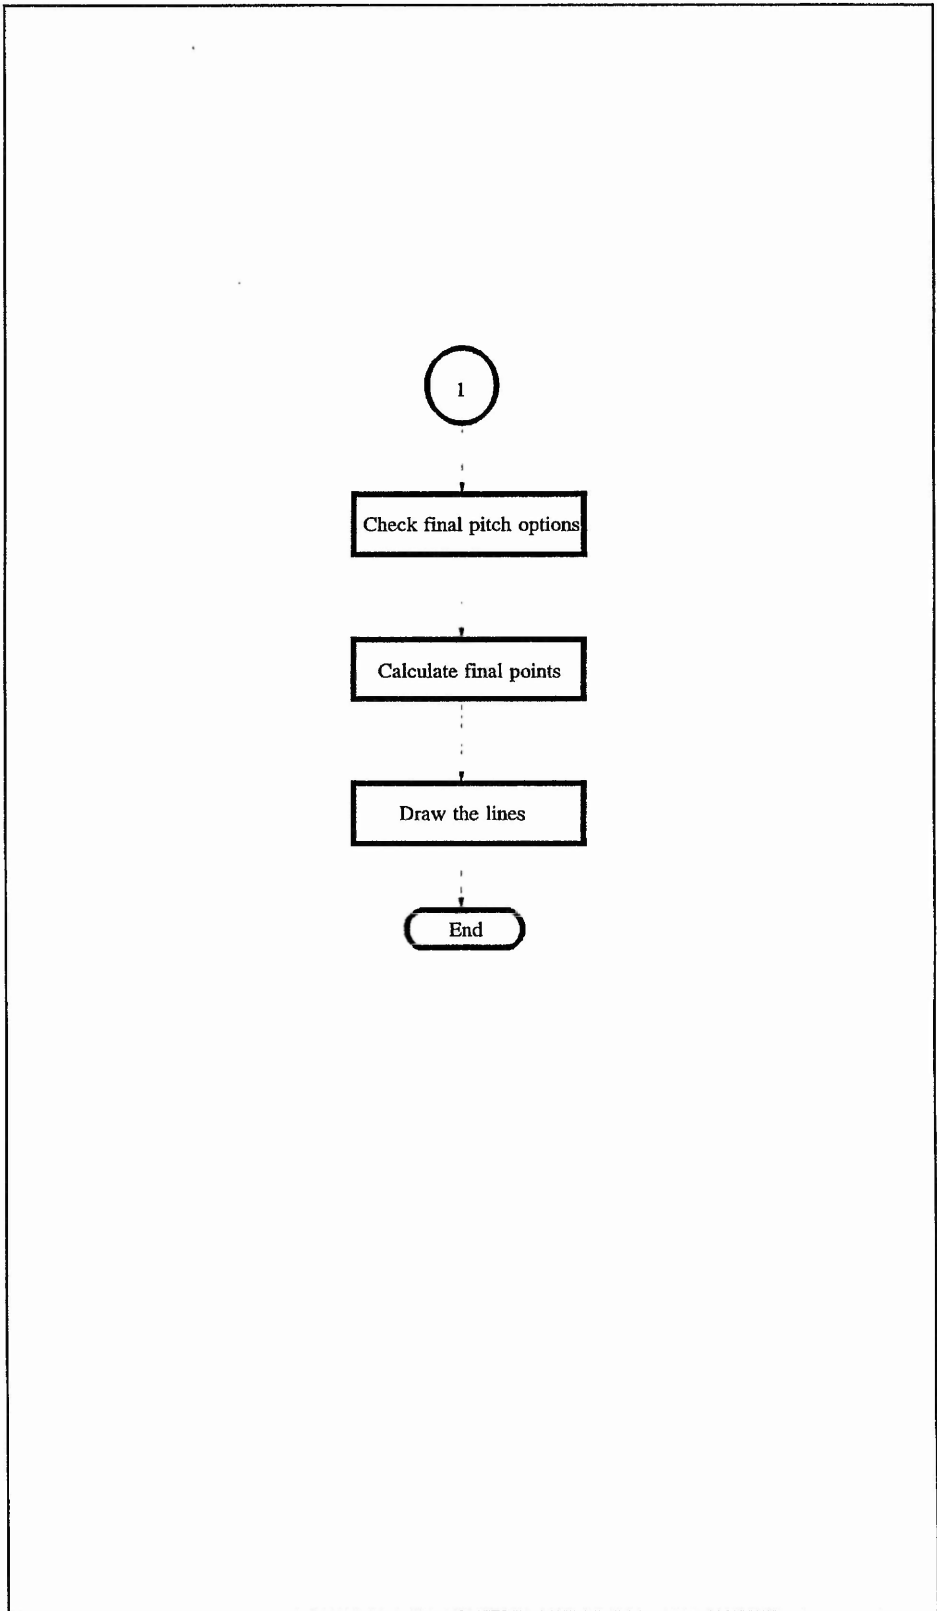 1
Check final pitch options
Calculate final points
Draw the lines
End